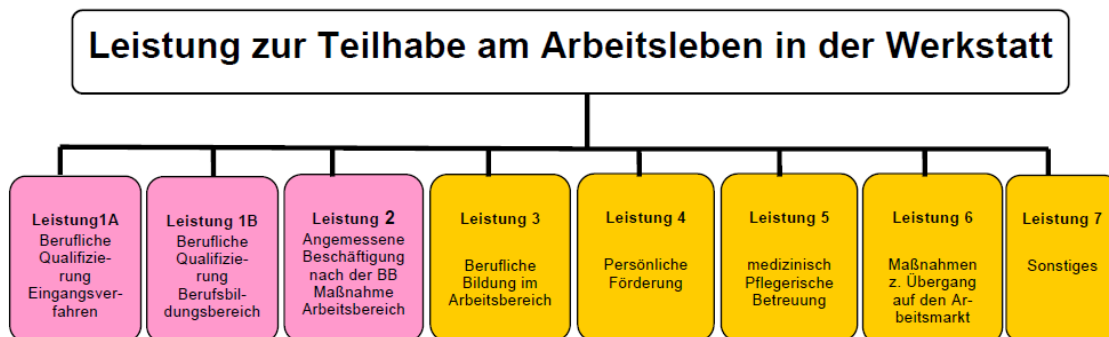 Leistung zur Teilhabe am Arbeitsleben in der Werkstatt
Leistung1A
Berufliche
Qualifizie-
rung
Eingangsver-
fahren
Leistung 1B
Berufliche
Qualifizie-
rung
Berufsbil-
dungsbereich
Leistung 2
Angemessene
Beschäftigung
nach der BB
Maßnahme
Arbeitsbereich
Leistung 3
Berufliche
Bildung im
Arbeitsbereich
Leistung 4
Persönliche
Förderung
Leistung 5
medizinisch
Pflegerische
Betreuung
Leistung 6
Maßnahmen
z. Übergang
auf den Ar-
beitsmarkt
Leistung 7
Sonstiges